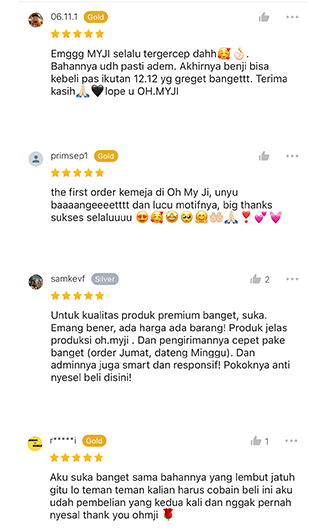 06.11.1 Gold
Emggg MYJI selalu tergercep dahh🥰👌🏻.
Bahannya udh pasti adem. Akhirnya benji bisa
kebeli pas ikutan 12.12 yg greget bangettt. Terima
kasih🙏🏻🖤lope u OH.MYJI
primsep1 Gold
the first order kemeja di Oh My Ji, unyu
baaaangeeeetttt dan lucu motifnya, big thanks
sukses selaluuuu 😍🥰🤩🥺🤗🤲🏻🙏🏻❣️💕💓
samkevf Silver 2
Untuk kualitas produk premium banget, suka.
Emang bener, ada harga ada barang! Produk jelas
produksi oh.myji . Dan pengirimannya cepet pake
banget (order Jumat, dateng Minggu). Dan
adminnya juga smart dan responsif! Pokoknya anti
nyesel beli disini!
r*****i Gold
Aku suka banget sama bahannya yang lembut jatuh
gitu lo teman teman kalian harus cobain beli ini aku
udah pembelian yang kedua kali dan nggak pernah
nyesal thank you ohmji 🌹